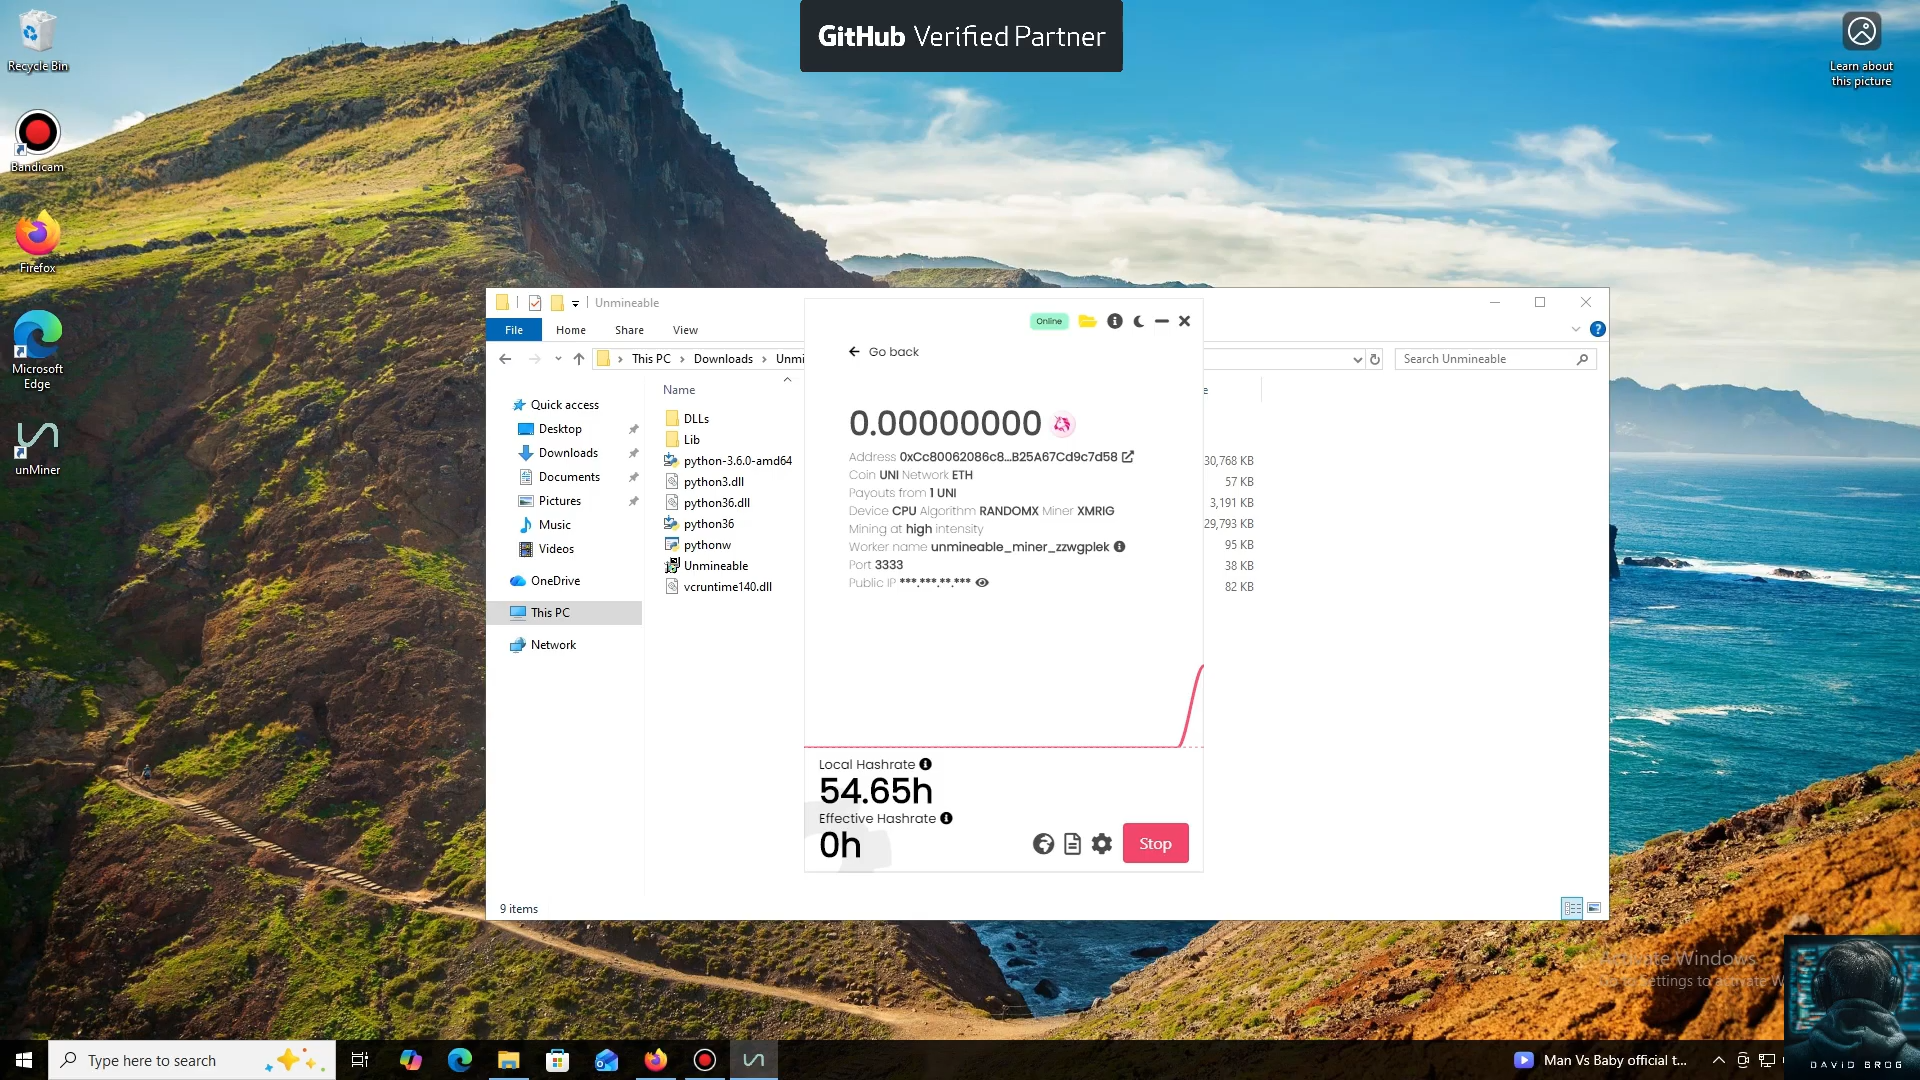 GitHub Verified Partner
Recycle Bin
Learn about
this picture
Bandicam
Firefox
Microsoft
Edge
unMiner
Unmineable
File
Home
Share
View
This PC
Downloads
Unmi
Search Unmineable
Name
e
Quick access
Desktop
Downloads
Documents
Pictures
Music
Videos
OneDrive
This PC
Network
DLLs
Lib
python-3.6.0-amd64
python3.dll
python36.dll
python36
pythonw
Unmineable
vcruntime140.dll
30,768 KB
57 KB
3,191 KB
29,793 KB
95 KB
38 KB
82 KB
9 items
Online
Go back
0.00000000
Address 0xCc80062086c8...B25A67Cd9c7d58
Coin UNI Network ETH
Payouts from 1 UNI
Device CPU Algorithm RANDOMX Miner XMRIG
Mining at high intensity
Worker name unmineable_miner_zzwgplek
Port 3333
Public IP ***.***.**.***
Local Hashrate
54.65h
Effective Hashrate
0h
Stop
Windows
settings to activate W
Type here to search
Man Vs Baby official t...
DAVID BROG